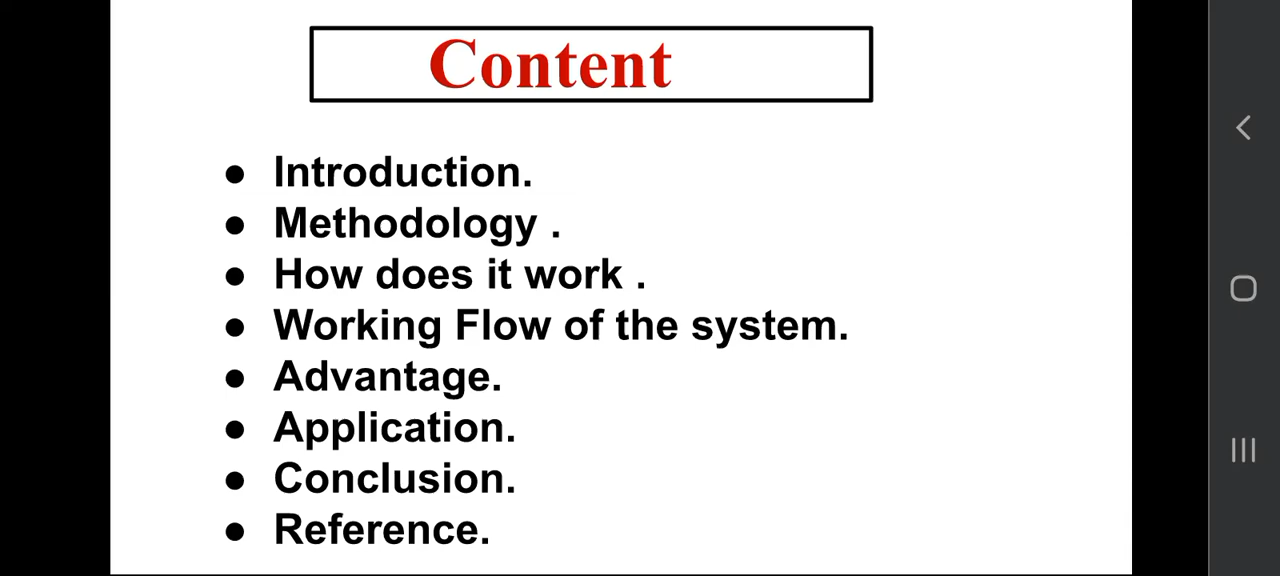 Content
● Introduction.
● Methodology .
● How does it work .
● Working Flow of the system.
● Advantage.
● Application.
● Conclusion.
● Reference.